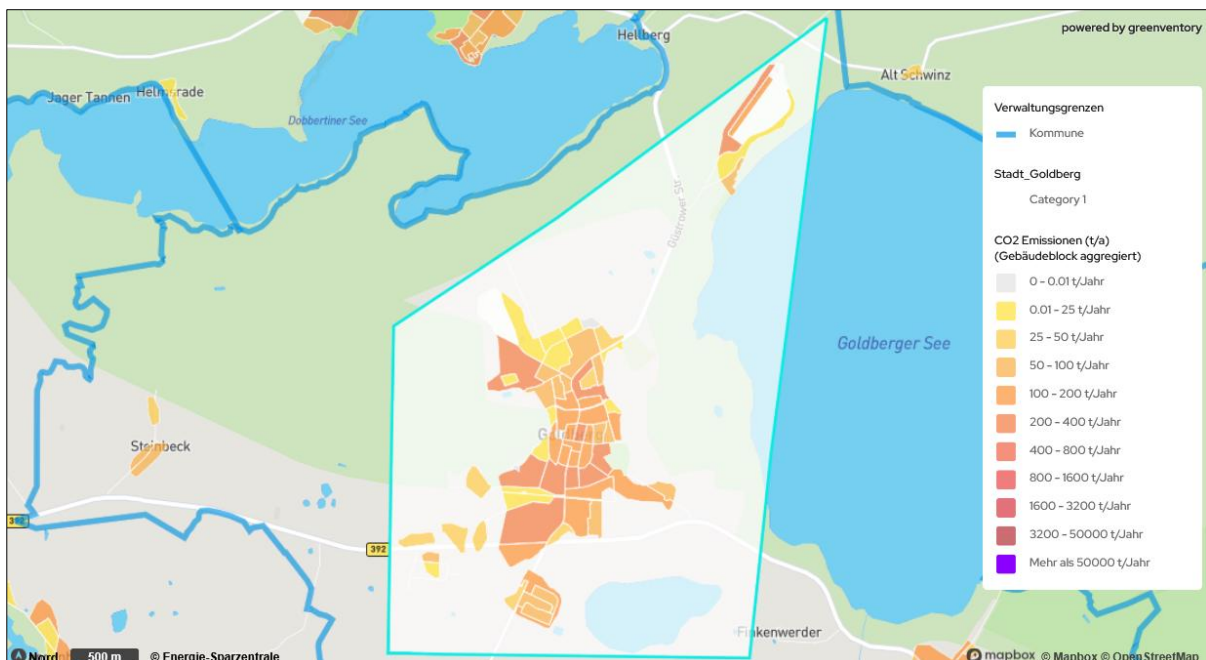 powered by greenventory
Hellberg
Alt Schwinz
Jager Tannen
Helmsrade
Dobbertiner See
Güstrower Str
Goldberger See
Steinbeck
392
392
Finkenwerder
Verwaltungsgrenzen
Kommune
Stadt_Goldberg
Category 1
CO2 Emissionen (t/a)
(Gebäudeblock aggregiert)
0 - 0.01 t/Jahr
0.01 - 25 t/Jahr
25 - 50 t/Jahr
50 - 100 t/Jahr
100 - 200 t/Jahr
200 - 400 t/Jahr
400 - 800 t/Jahr
800 - 1600 t/Jahr
1600 - 3200 t/Jahr
3200 - 50000 t/Jahr
Mehr als 50000 t/Jahr
Nord
500 m
© Energie-Sparzentrale
mapbox © Mapbox © OpenStreetMap